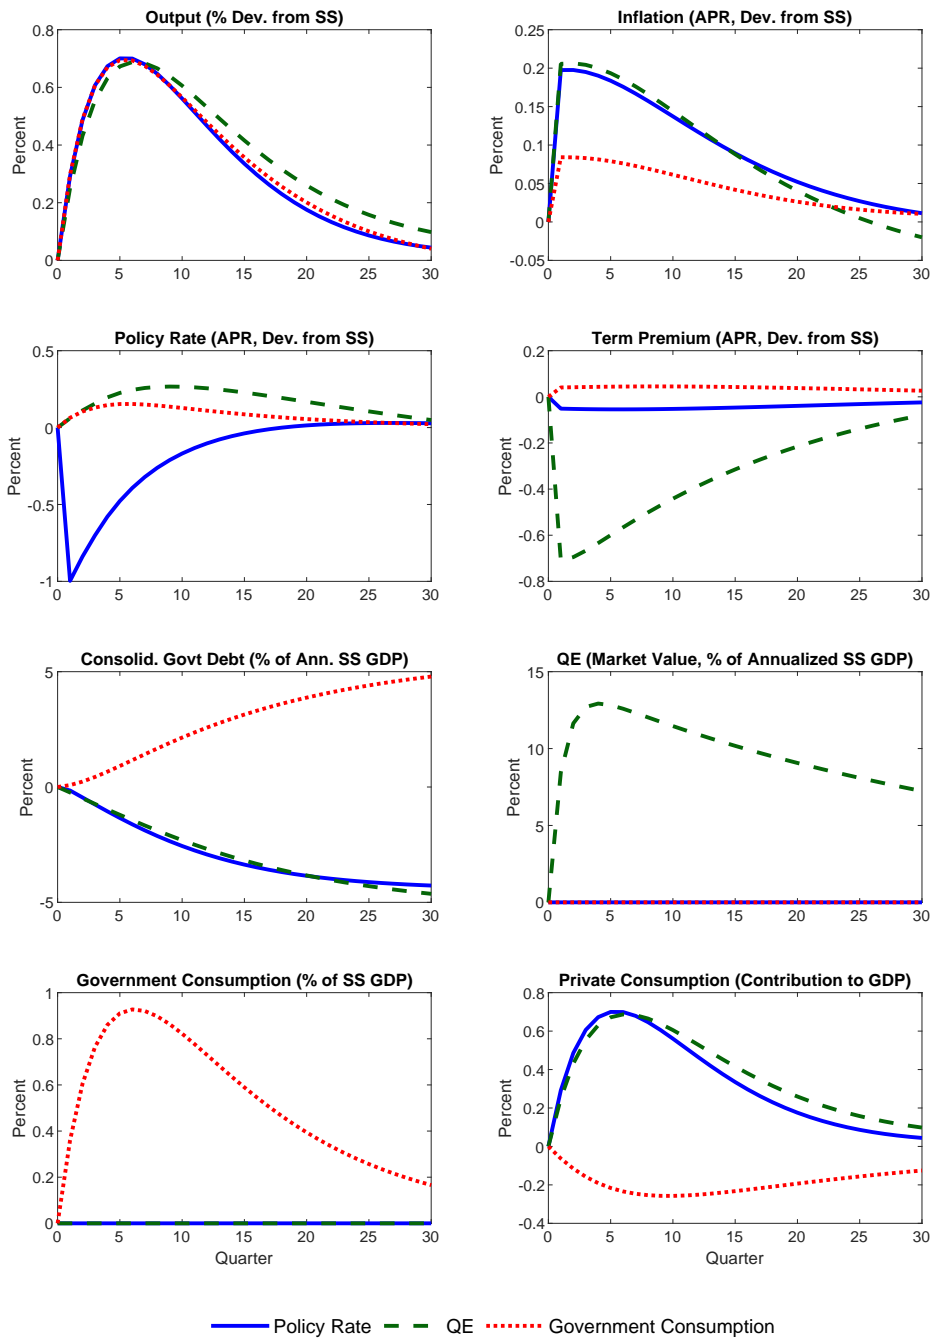 Output (% Dev. from SS)
Percent
0.8
0.6
0.4
0.2
0
0 5 10 15 20 25 30
Inflation (APR, Dev. from SS)
Percent
0.25
0.2
0.15
0.1
0.05
0
-0.05
0 5 10 15 20 25 30
Policy Rate (APR, Dev. from SS)
Percent
0.5
0
-0.5
-1
0 5 10 15 20 25 30
Term Premium (APR, Dev. from SS)
Percent
0.2
0
-0.2
-0.4
-0.6
-0.8
0 5 10 15 20 25 30
Consolid. Govt Debt (% of Ann. SS GDP)
Percent
5
0
-5
0 5 10 15 20 25 30
QE (Market Value, % of Annualized SS GDP)
Percent
15
10
5
0
0 5 10 15 20 25 30
Government Consumption (% of SS GDP)
Percent
1
0.8
0.6
0.4
0.2
0
0 5 10 15 20 25 30
Quarter
Private Consumption (Contribution to GDP)
Percent
0.8
0.6
0.4
0.2
0
-0.2
-0.4
0 5 10 15 20 25 30
Quarter
Policy Rate QE Government Consumption